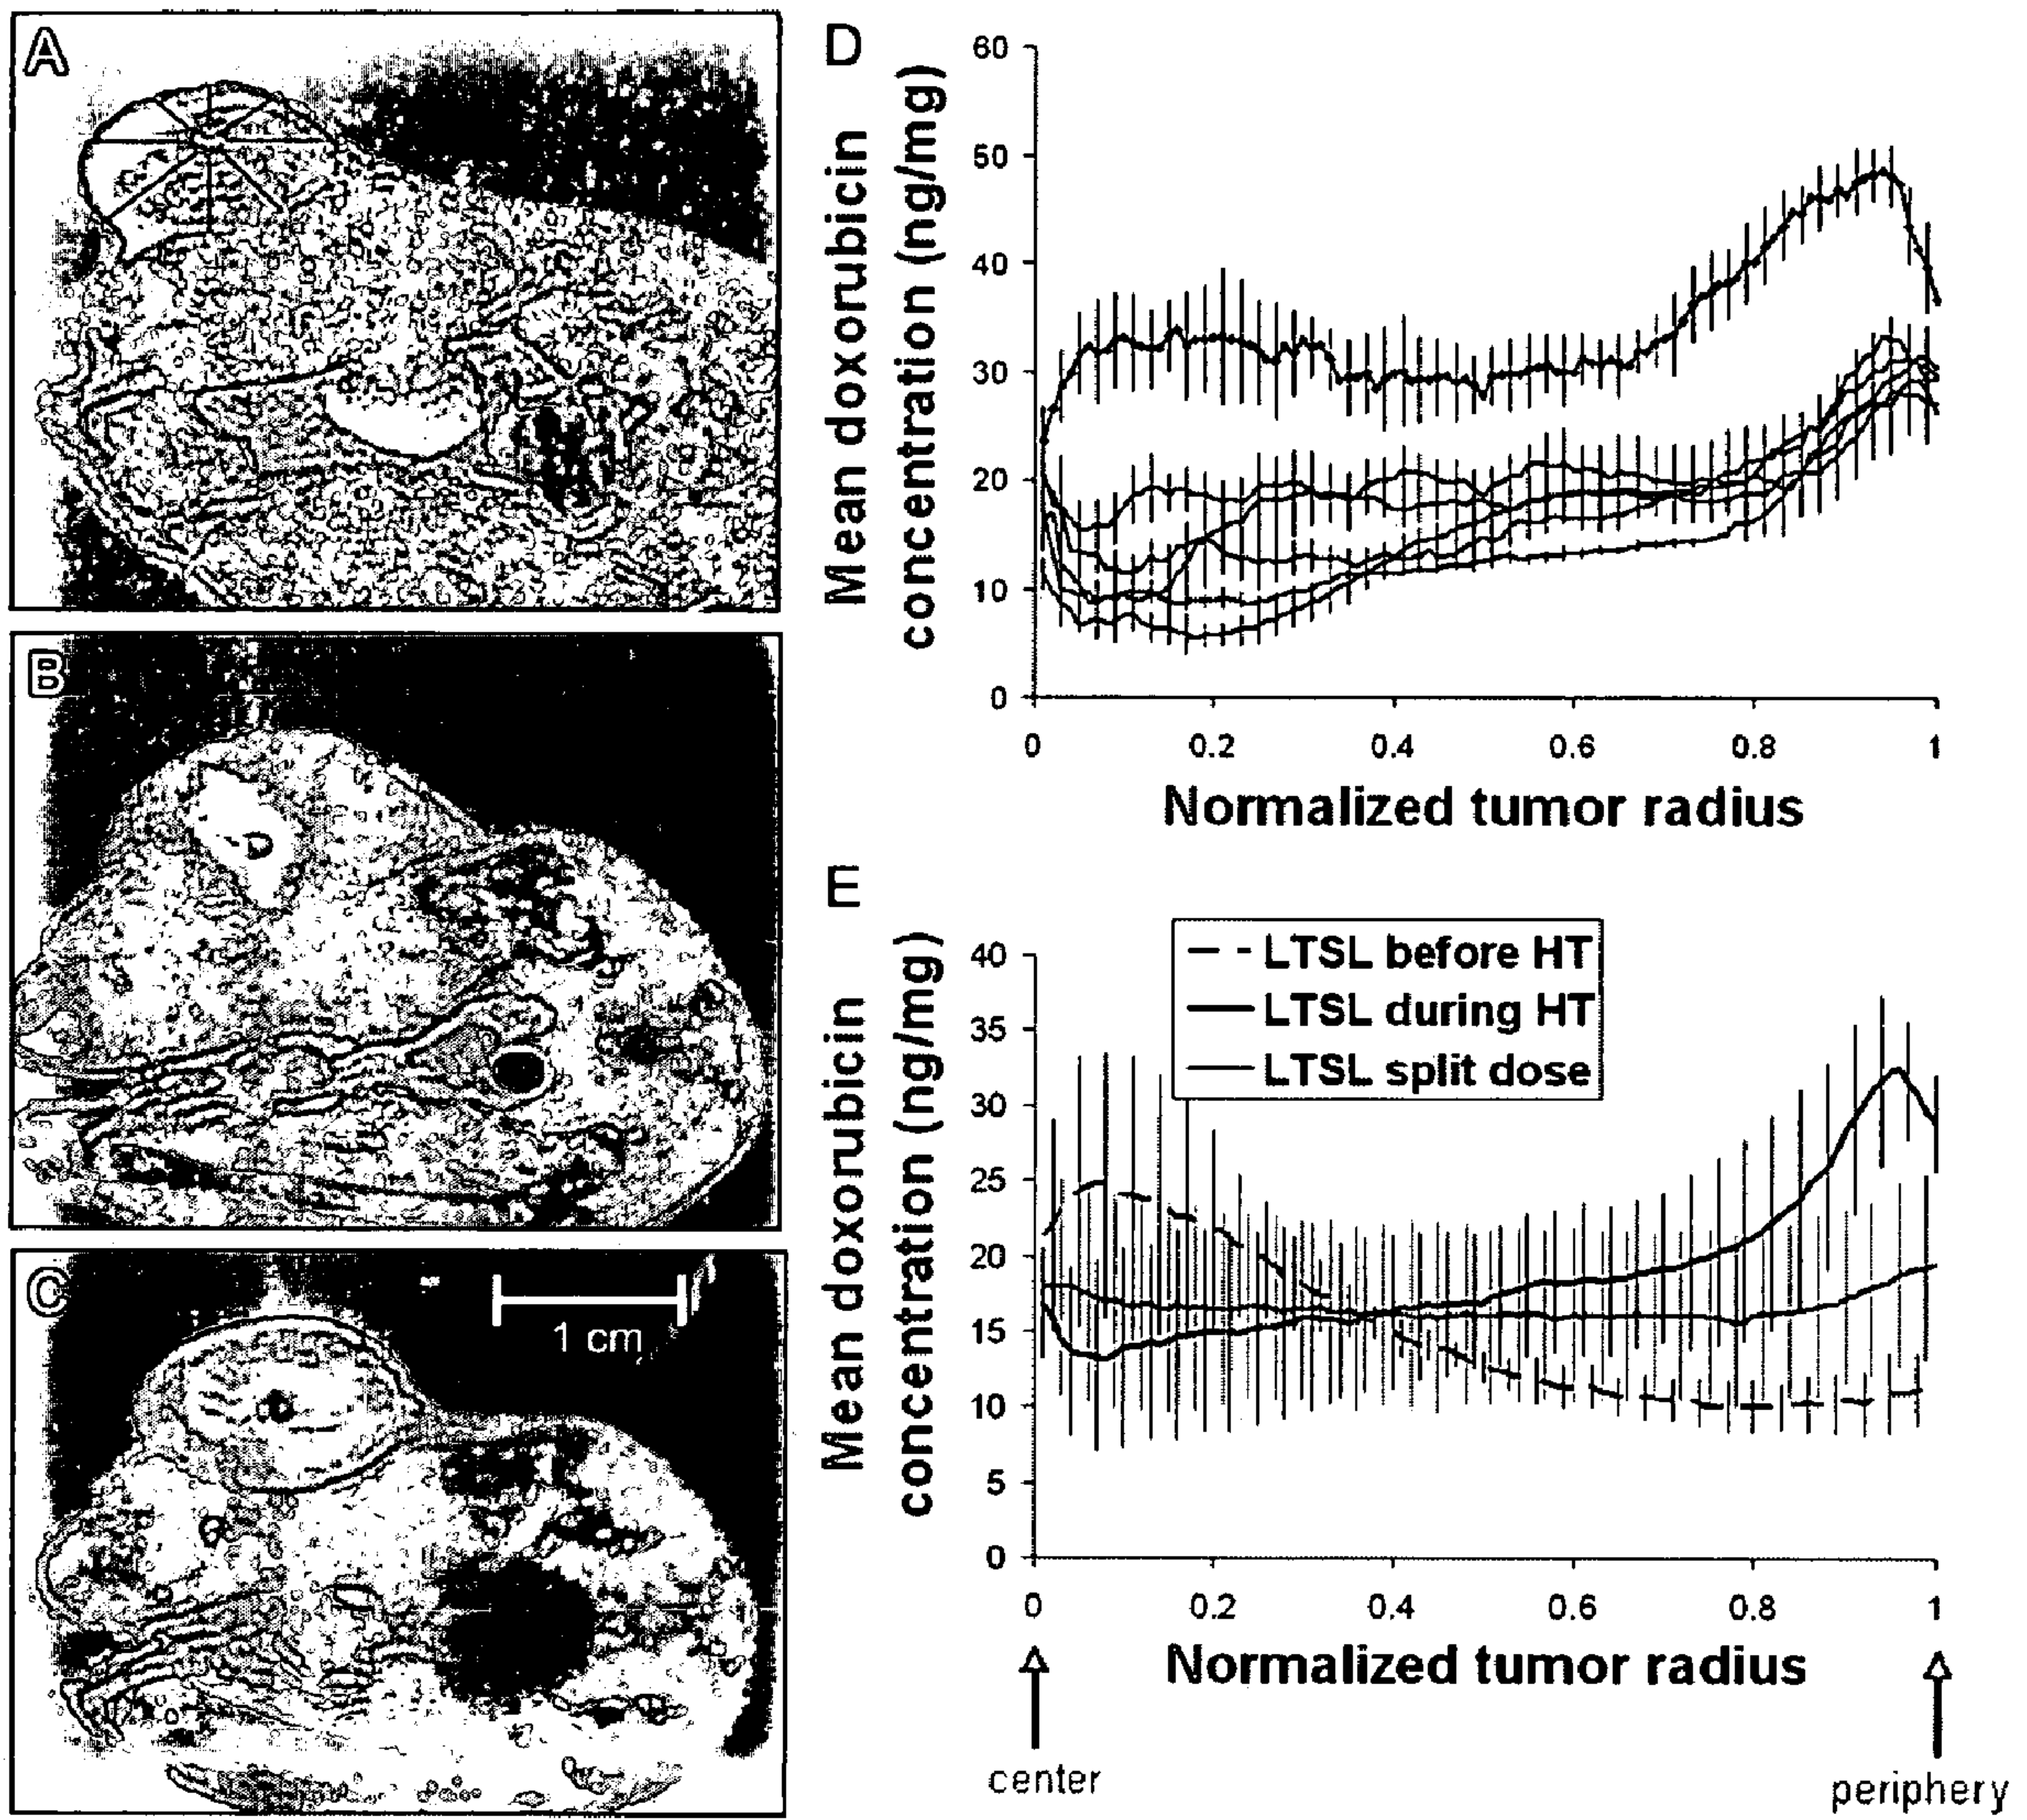 A
B
C
1 cm
D
Mean doxorubicin
concentration (ng/mg)
60
50
40
30
20
10
0
0 0.2 0.4 0.6 0.8 1
Normalized tumor radius
E
LTSL before HT
LTSL during HT
LTSL split dose
Mean doxorubicin
concentration (ng/mg)
40
35
30
25
20
15
10
5
0
0 0.2 0.4 0.6 0.8 1
Normalized tumor radius
center
periphery